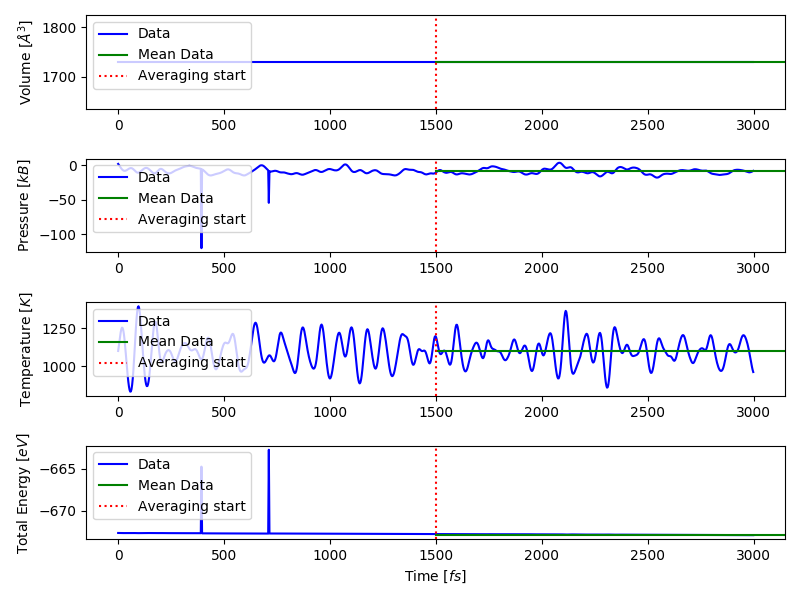 Volume [Å³]
1800
1700
Data
Mean Data
Averaging start
0 500 1000 1500 2000 2500 3000
Pressure [kB]
0
−50
−100
Data
Mean Data
Averaging start
0 500 1000 1500 2000 2500 3000
Temperature [K]
1250
1000
Data
Mean Data
Averaging start
0 500 1000 1500 2000 2500 3000
Total Energy [eV]
−665
−670
Data
Mean Data
Averaging start
0 500 1000 1500 2000 2500 3000
Time [fs]